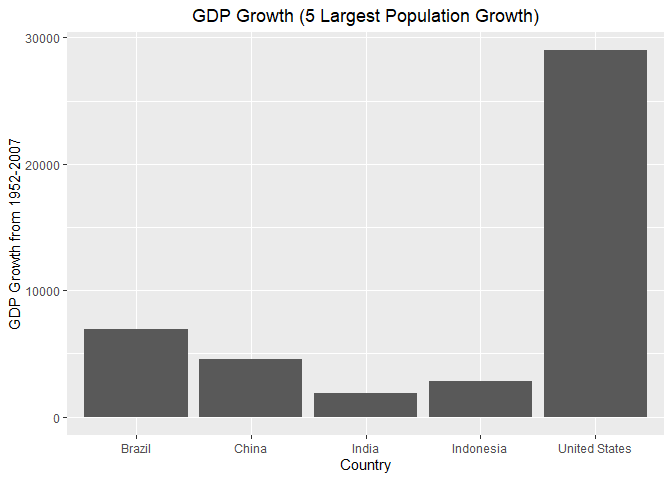 GDP Growth (5 Largest Population Growth)
GDP Growth from 1952-2007
30000
20000
10000
0
Brazil China India Indonesia United States
Country